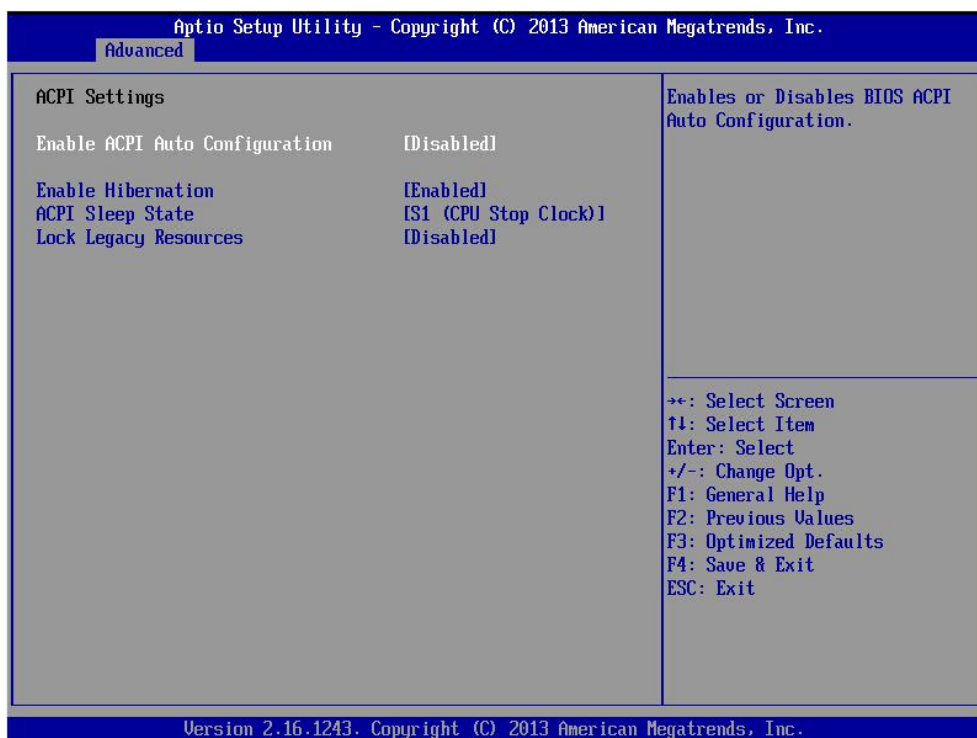 Aptio Setup Utility - Copyright (C) 2013 American Megatrends, Inc.
Advanced
ACPI Settings
Enable ACPI Auto Configuration [Disabled]
Enable Hibernation [Enabled]
ACPI Sleep State [S1 (CPU Stop Clock)]
Lock Legacy Resources [Disabled]
Enables or Disables BIOS ACPI
Auto Configuration.
→←: Select Screen
↑↓: Select Item
Enter: Select
+/-: Change Opt.
F1: General Help
F2: Previous Values
F3: Optimized Defaults
F4: Save & Exit
ESC: Exit
Version 2.16.1243. Copyright (C) 2013 American Megatrends, Inc.